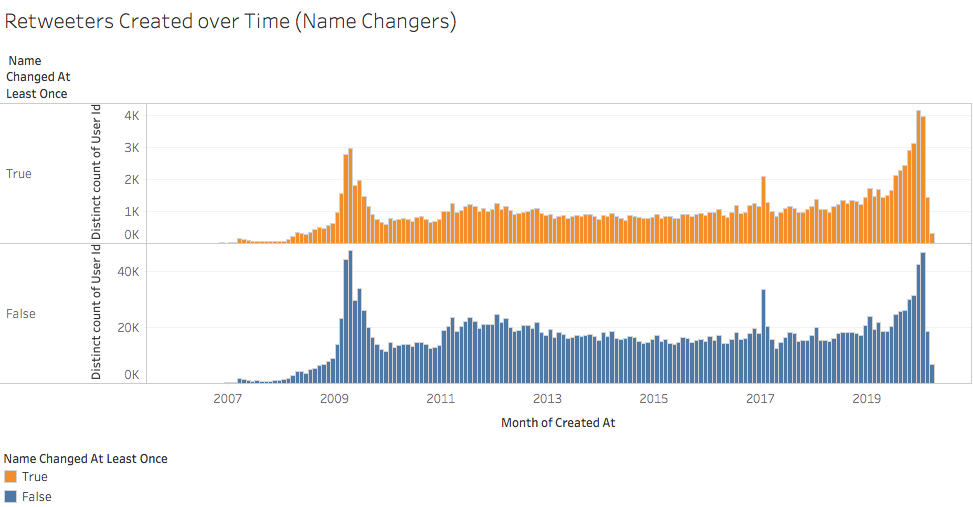 Retweeters Created over Time (Name Changers)
Name
Changed At
Least Once
True
Distinct count of User Id
4K
3K
2K
1K
0K
False
Distinct count of User Id
40K
20K
0K
2007 2009 2011 2013 2015 2017 2019
Month of Created At
Name Changed At Least Once
True
False